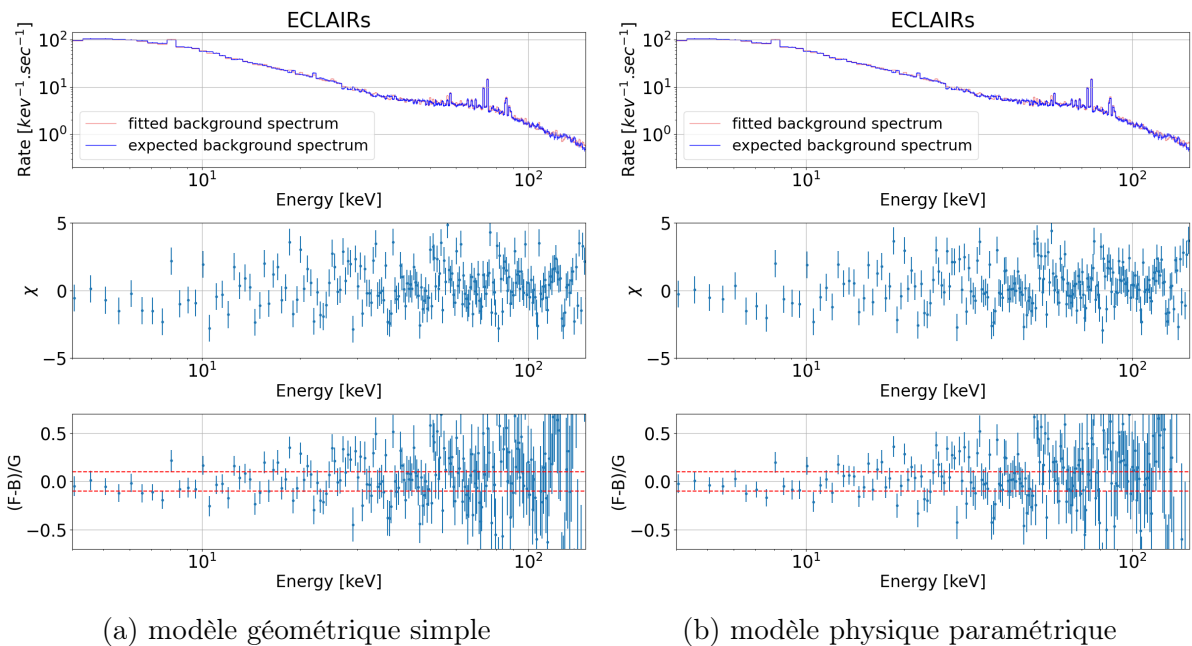 ECLAIRs
Rate [kev⁻¹.sec⁻¹]
10²
10¹
10⁰
fitted background spectrum
expected background spectrum
10¹
10²
Energy [keV]
χ
5
0
−5
10¹
10²
Energy [keV]
(F-B)/G
0.5
0.0
−0.5
10¹
10²
Energy [keV]
(a) modèle géométrique simple
ECLAIRs
Rate [kev⁻¹.sec⁻¹]
10²
10¹
10⁰
fitted background spectrum
expected background spectrum
10¹
10²
Energy [keV]
χ
5
0
−5
10¹
10²
Energy [keV]
(F-B)/G
0.5
0.0
−0.5
10¹
10²
Energy [keV]
(b) modèle physique paramétrique